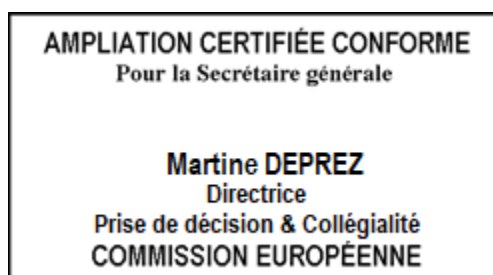 AMPLIATION CERTIFIÉE CONFORME
Pour la Secrétaire générale
Martine DEPREZ
Directrice
Prise de décision & Collégialité
COMMISSION EUROPÉENNE